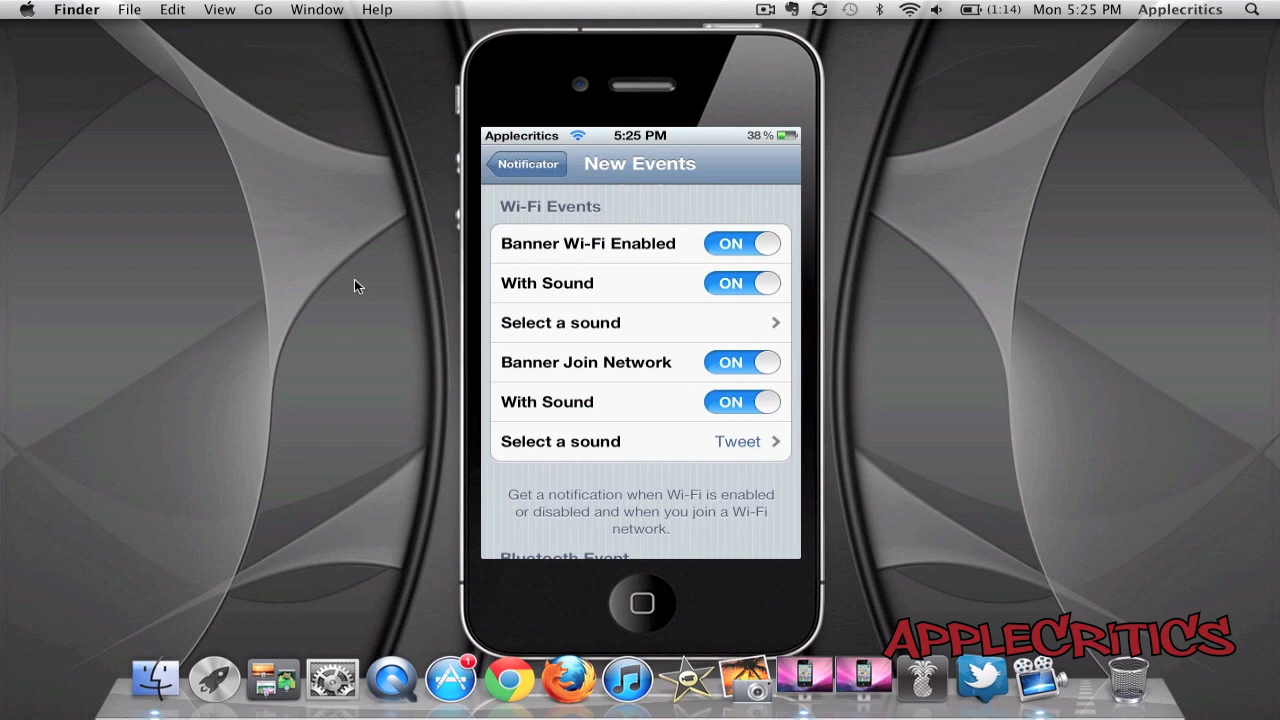 Finder File Edit View Go Window Help (1:14) Mon 5:25 PM Applecritics
Applecritics 5:25 PM 38 %
Notificator New Events
Wi-Fi Events
Banner Wi-Fi Enabled ON
With Sound ON
Select a sound
Banner Join Network ON
With Sound ON
Select a sound Tweet
Get a notification when Wi-Fi is enabled
or disabled and when you join a Wi-Fi
network.
Bluetooth Event
APPLECRITICS
1